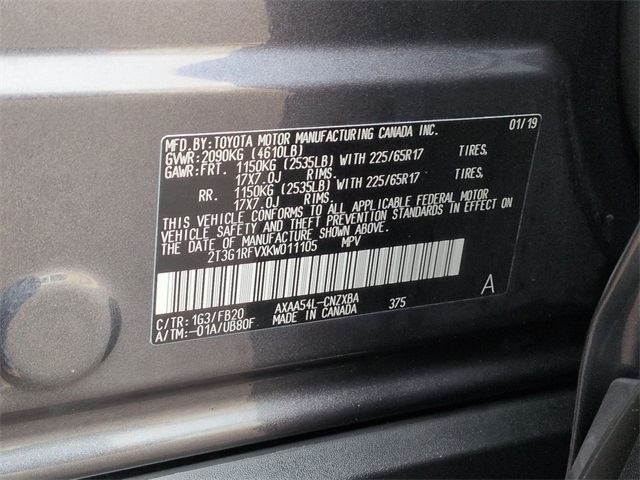 MFD. BY: TOYOTA MOTOR MANUFACTURING CANADA INC. 01/19
GVWR: 2090KG (4610LB)
GAWR: FRT. 1150KG (2535LB) WITH 225/65R17 TIRES,
17X7.0J RIMS.
RR. 1150KG (2535LB) WITH 225/65R17 TIRES,
17X7.0J RIMS.
THIS VEHICLE CONFORMS TO ALL APPLICABLE FEDERAL MOTOR
VEHICLE SAFETY AND THEFT PREVENTION STANDARDS IN EFFECT ON
THE DATE OF MANUFACTURE SHOWN ABOVE.
2T3G1RFVXKW011105 MPV
C/TR: 1G3/FB20 AXAA54L-CNZXBA 375 A
A/TM: -01A/UB80F MADE IN CANADA